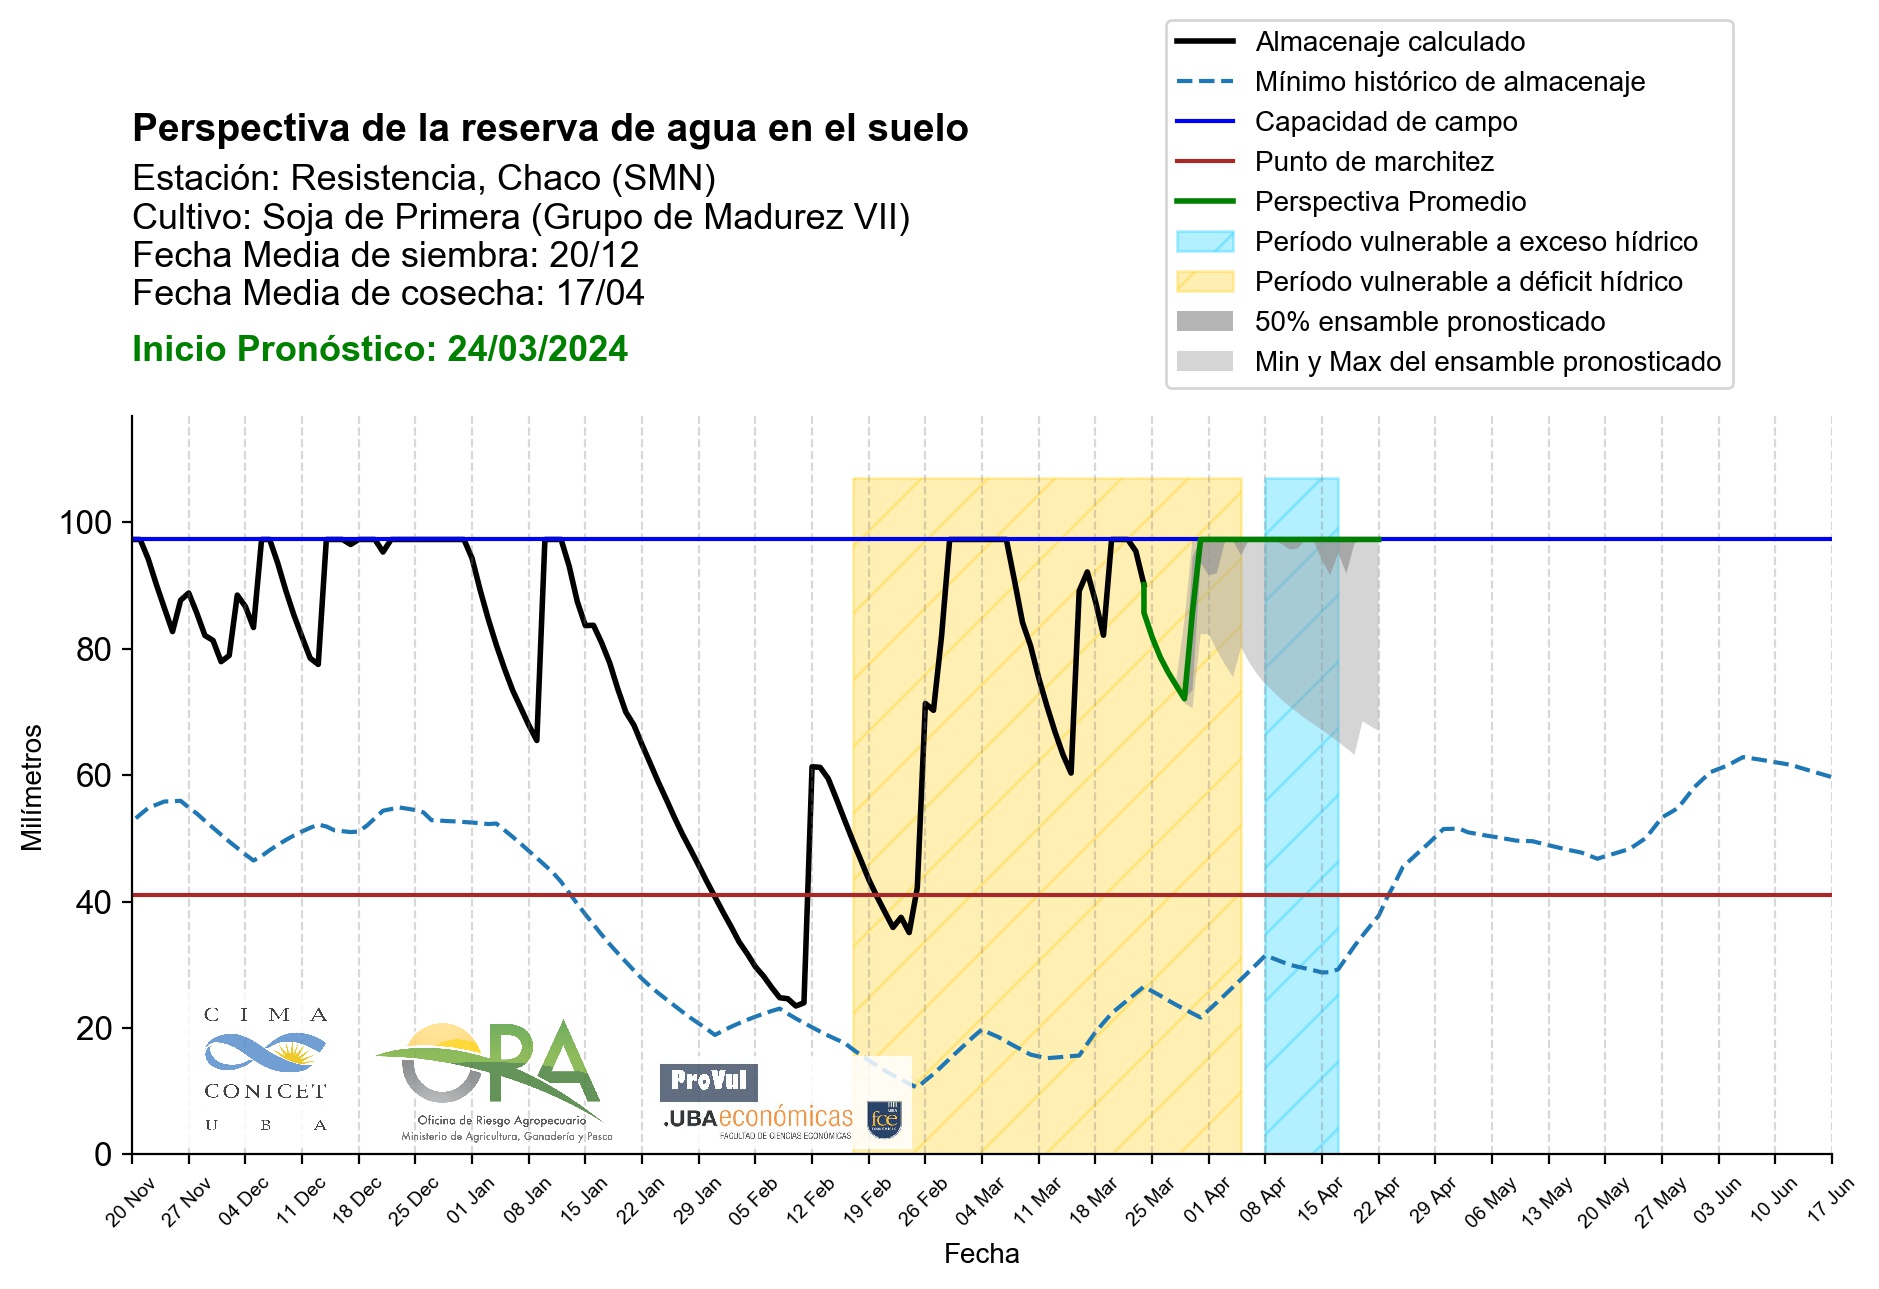 Almacenaje calculado
Mínimo histórico de almacenaje
Capacidad de campo
Punto de marchitez
Perspectiva Promedio
Período vulnerable a exceso hídrico
Período vulnerable a déficit hídrico
50% ensamble pronosticado
Min y Max del ensamble pronosticado
Perspectiva de la reserva de agua en el suelo
Estación: Resistencia, Chaco (SMN)
Cultivo: Soja de Primera (Grupo de Madurez VII)
Fecha Media de siembra: 20/12
Fecha Media de cosecha: 17/04
Inicio Pronóstico: 24/03/2024
Milímetros
100
80
60
40
20
0
CIMA
CONICET
UBA
ORA
Oficina de Riesgo Agropecuario
Ministerio de Agricultura, Ganadería y Pesca
ProVul
.UBAeconómicas
FACULTAD DE CIENCIAS ECONÓMICAS
UBA
fce
ECONÓMICAS
20 Nov
27 Nov
04 Dec
11 Dec
18 Dec
25 Dec
01 Jan
08 Jan
15 Jan
22 Jan
29 Jan
05 Feb
12 Feb
19 Feb
26 Feb
04 Mar
11 Mar
18 Mar
25 Mar
01 Apr
08 Apr
15 Apr
22 Apr
29 Apr
06 May
13 May
20 May
27 May
03 Jun
10 Jun
17 Jun
Fecha